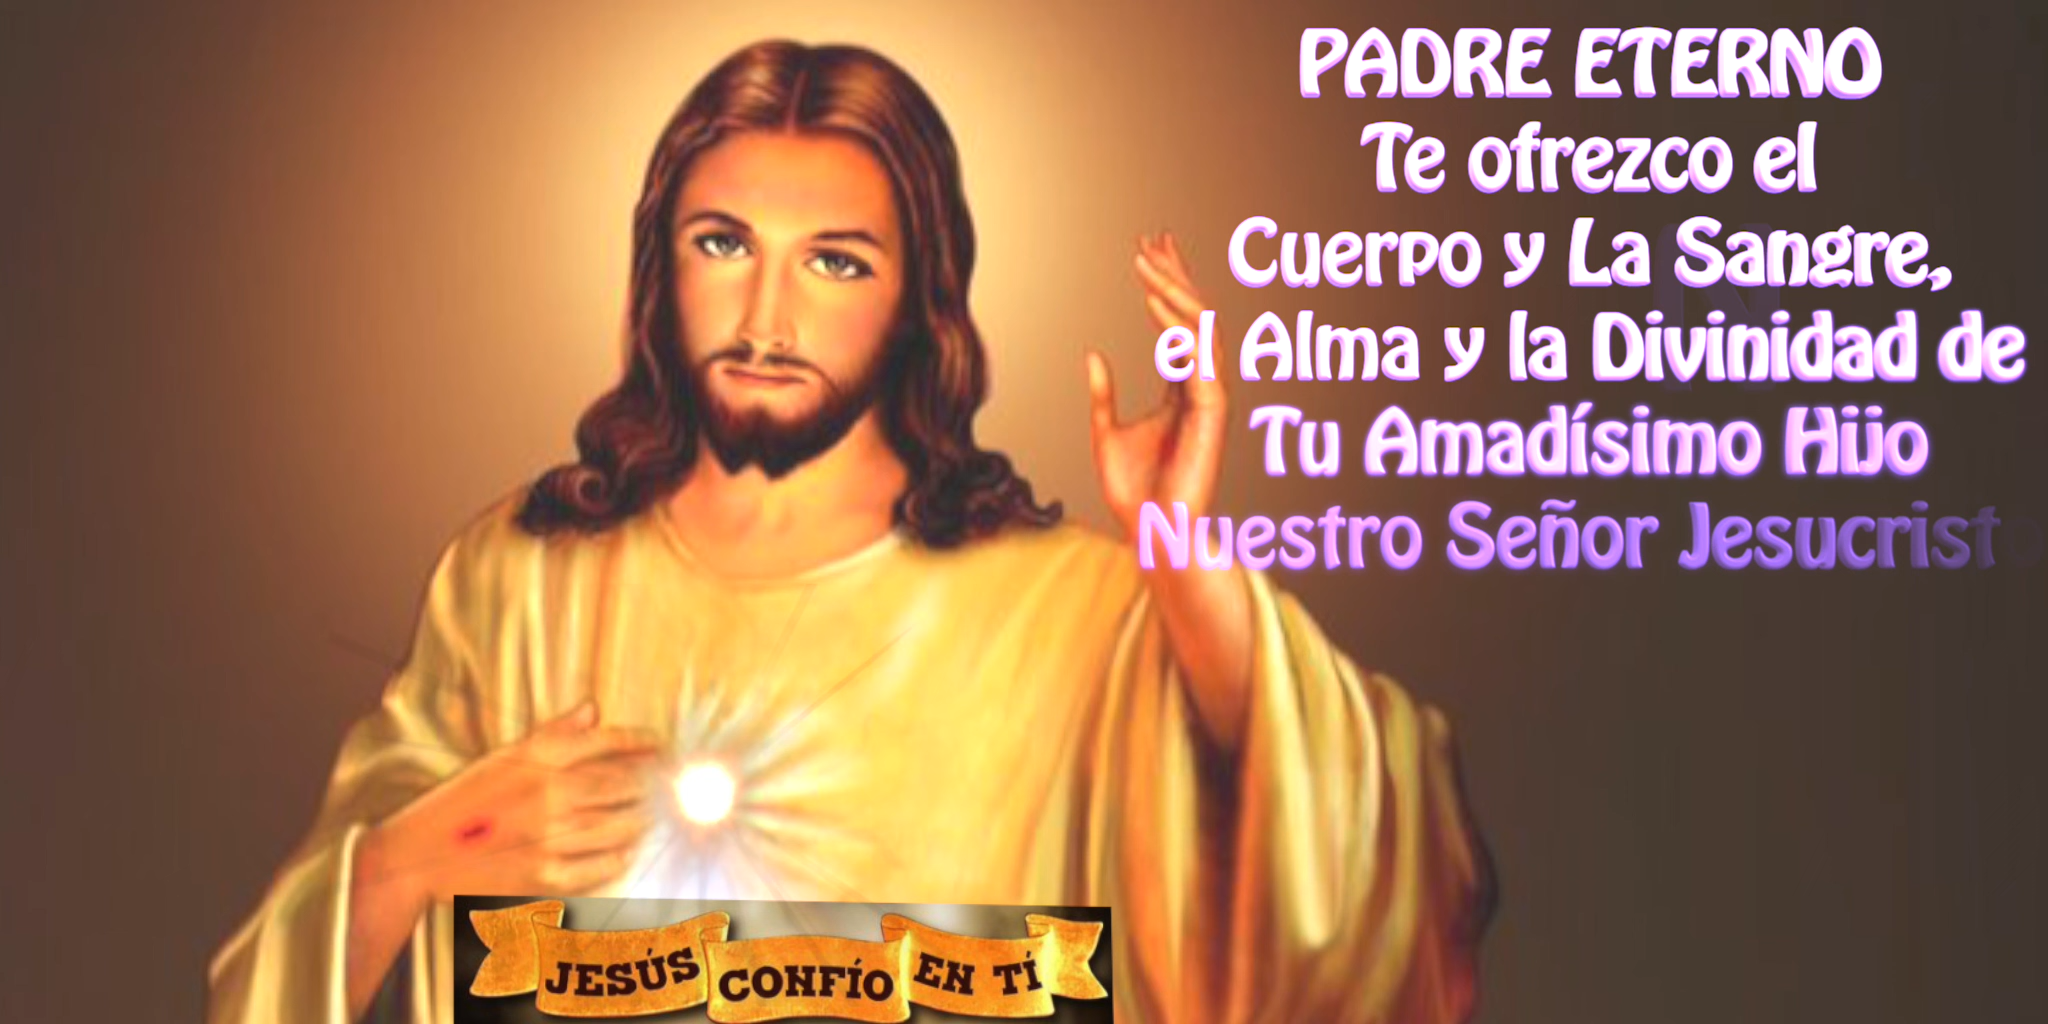 PADRE ETERNO
Te ofrezco el
Cuerpo y La Sangre,
el Alma y la Divinidad de
Tu Amadísimo Hijo
Nuestro Señor Jesucristo
JESÚS CONFÍO EN TÍ